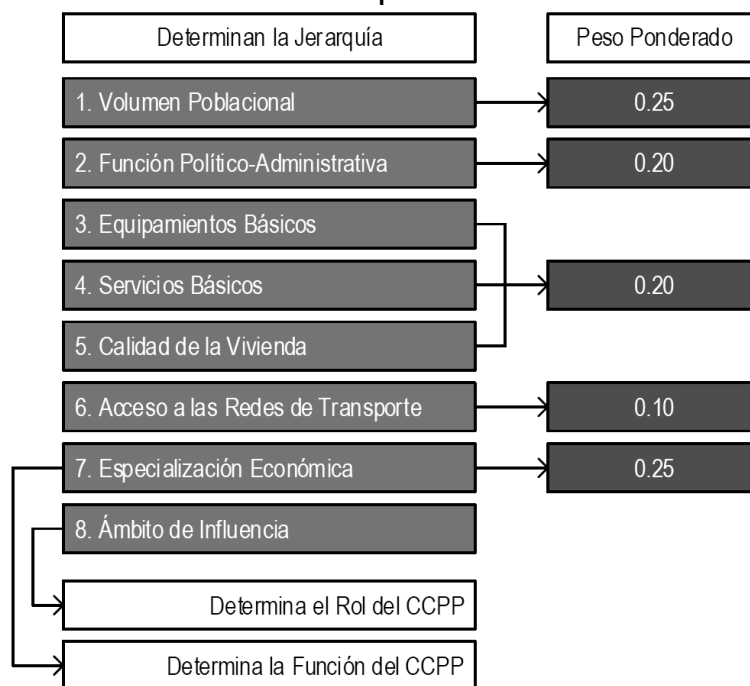 Determinan la Jerarquía
Peso Ponderado
1. Volumen Poblacional
0.25
2. Función Político-Administrativa
0.20
3. Equipamientos Básicos
4. Servicios Básicos
0.20
5. Calidad de la Vivienda
6. Acceso a las Redes de Transporte
0.10
7. Especialización Económica
0.25
8. Ámbito de Influencia
Determina el Rol del CCPP
Determina la Función del CCPP